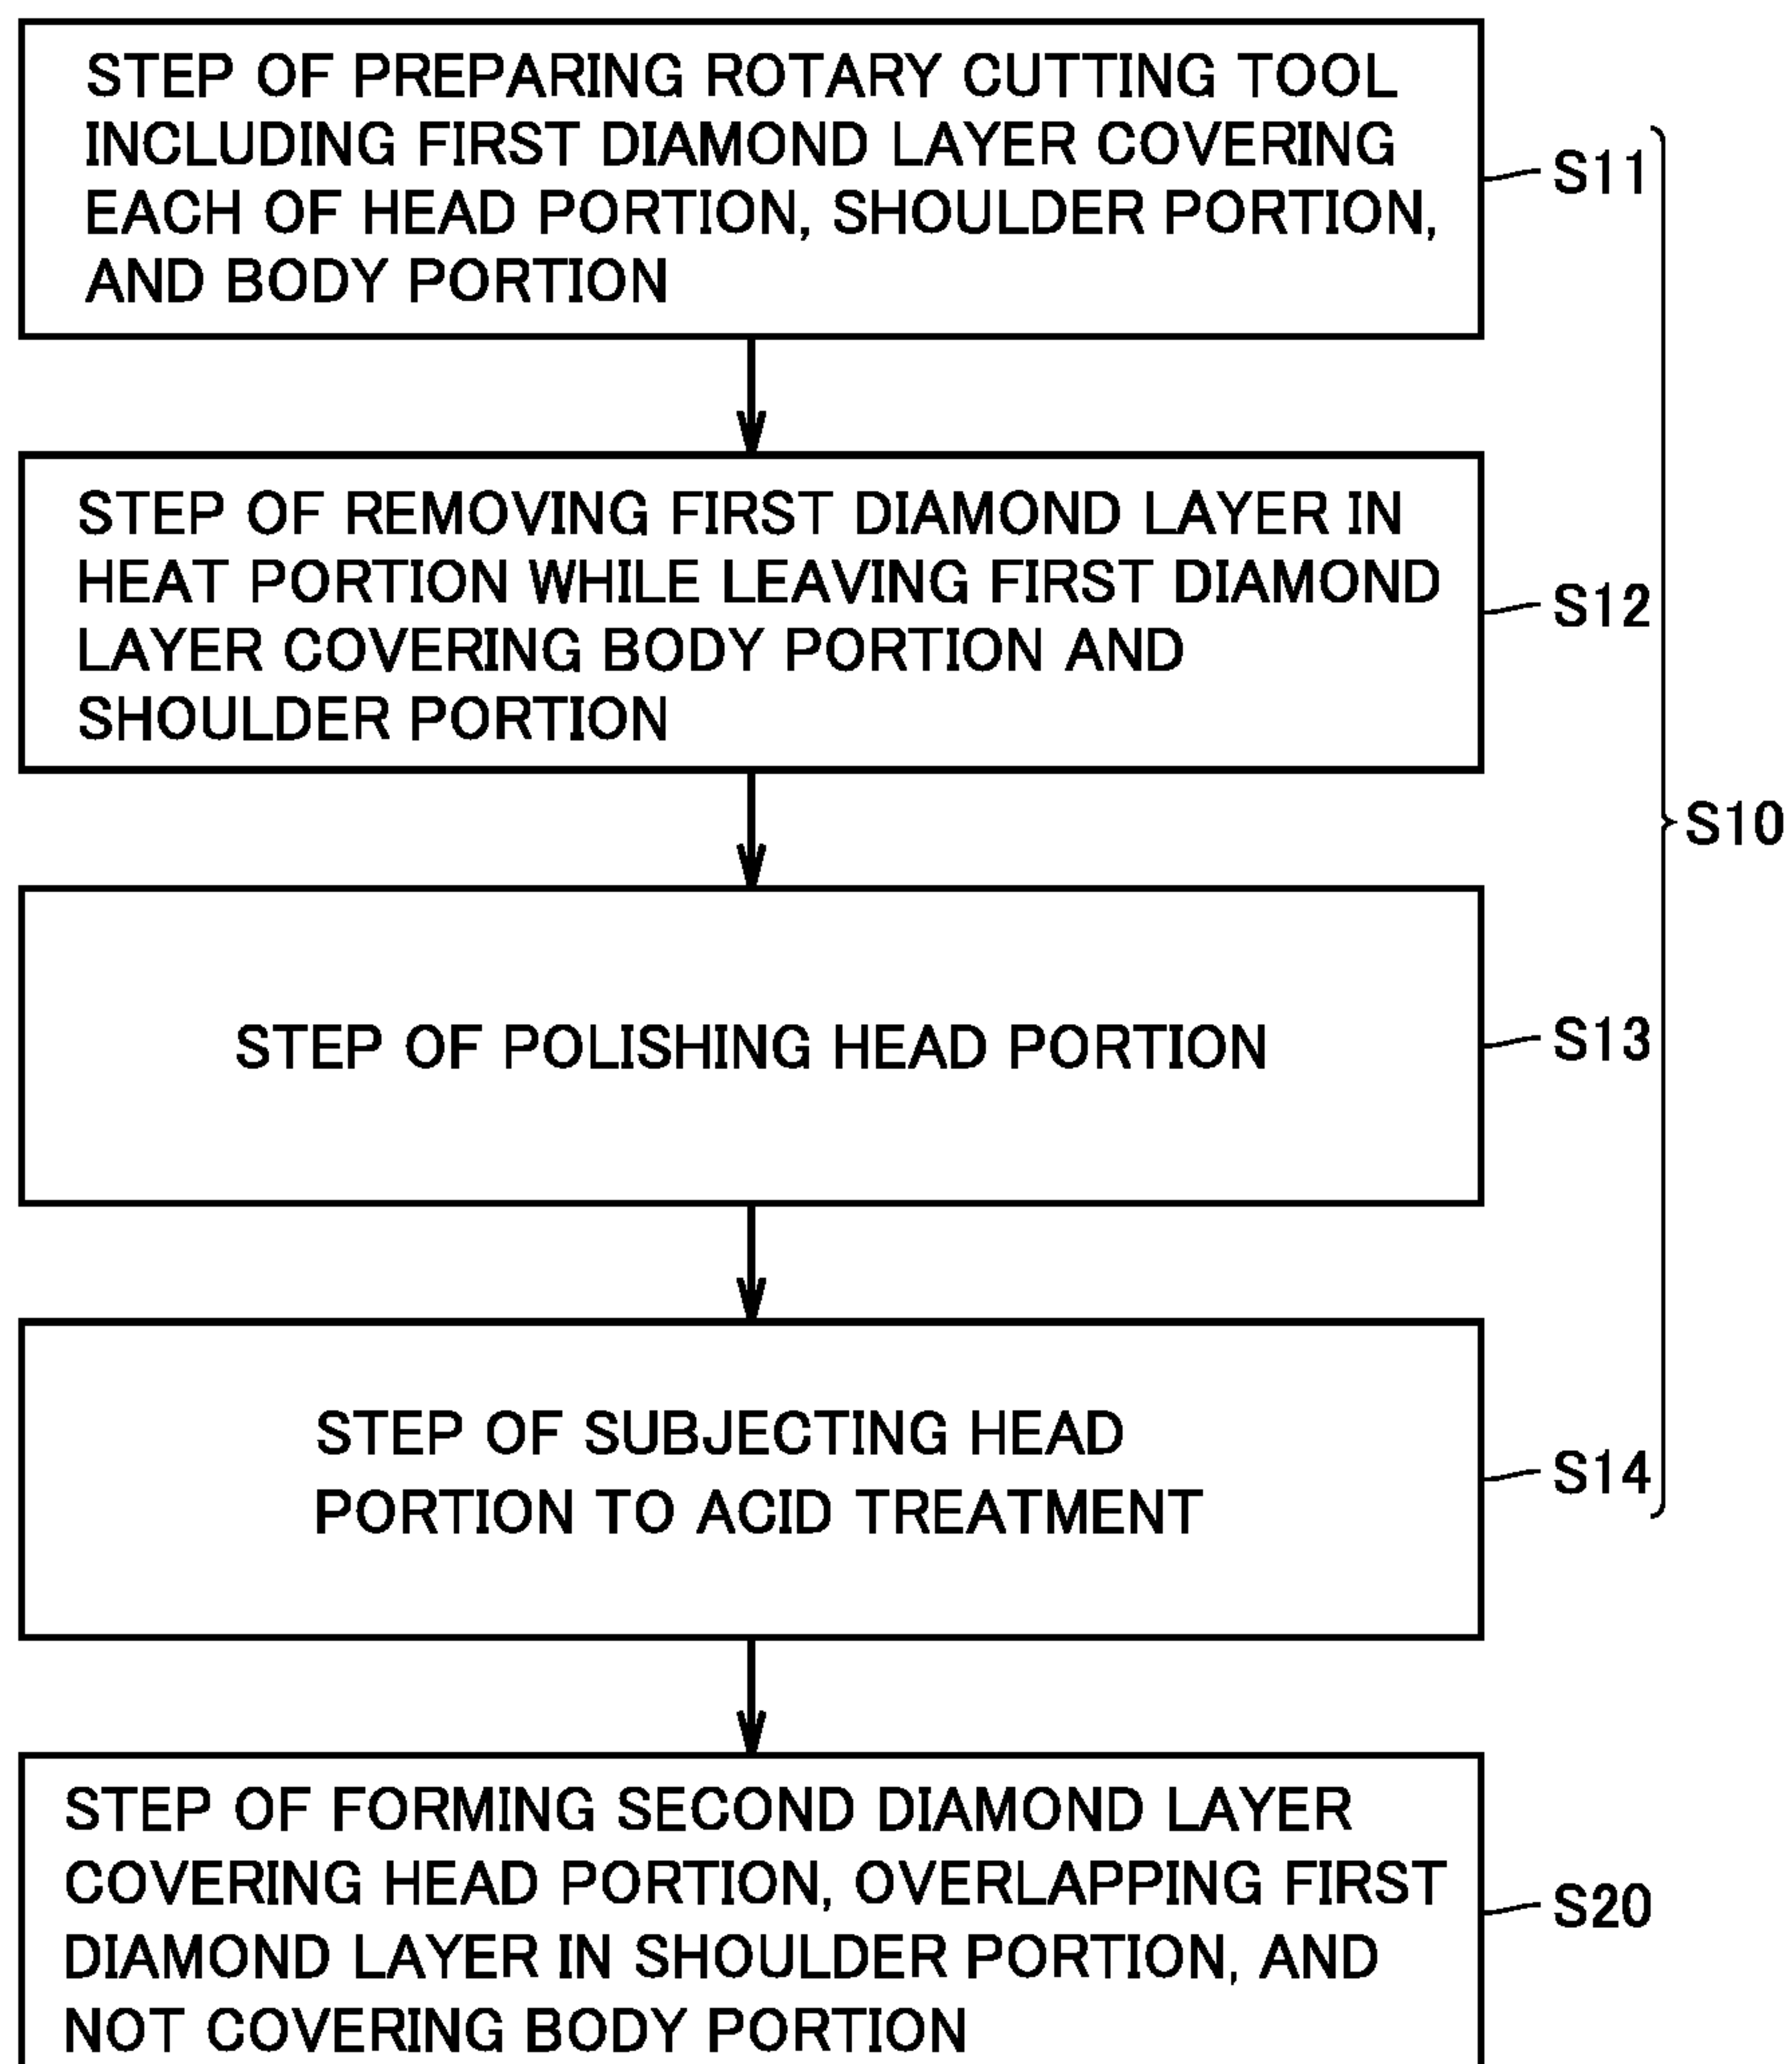 STEP OF PREPARING ROTARY CUTTING TOOL
INCLUDING FIRST DIAMOND LAYER COVERING
EACH OF HEAD PORTION, SHOULDER PORTION,
AND BODY PORTION
S11
STEP OF REMOVING FIRST DIAMOND LAYER IN
HEAT PORTION WHILE LEAVING FIRST DIAMOND
LAYER COVERING BODY PORTION AND
SHOULDER PORTION
S12
S10
STEP OF POLISHING HEAD PORTION
S13
STEP OF SUBJECTING HEAD
PORTION TO ACID TREATMENT
S14
STEP OF FORMING SECOND DIAMOND LAYER
COVERING HEAD PORTION, OVERLAPPING FIRST
DIAMOND LAYER IN SHOULDER PORTION, AND
NOT COVERING BODY PORTION
S20